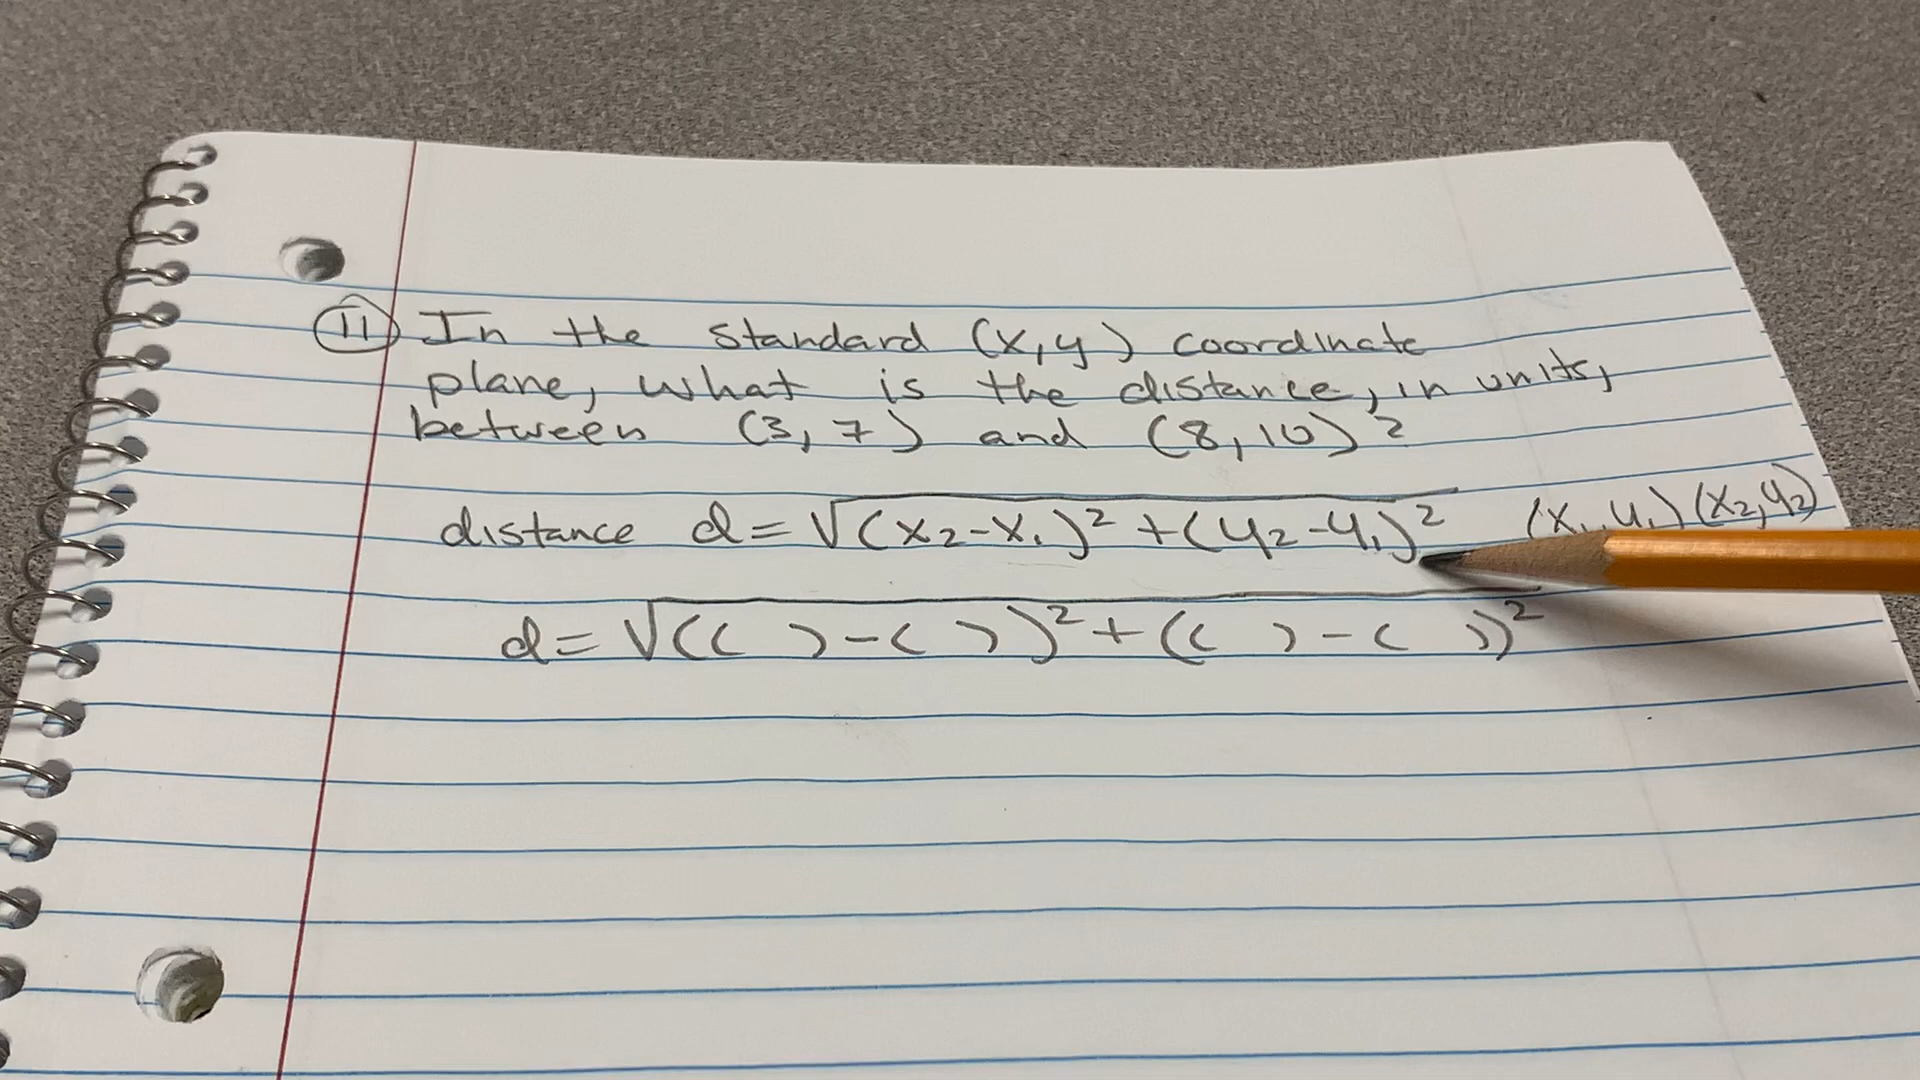 11 In the standard (x,y) coordinate
plane, what is the distance, in units,
between (3,7) and (8,10)?
distance d=√(x₂-x₁)²+(y₂-y₁)² (x₁,y₁)(x₂,y₂)
d=√(( )-( ))²+(( )-( ))²